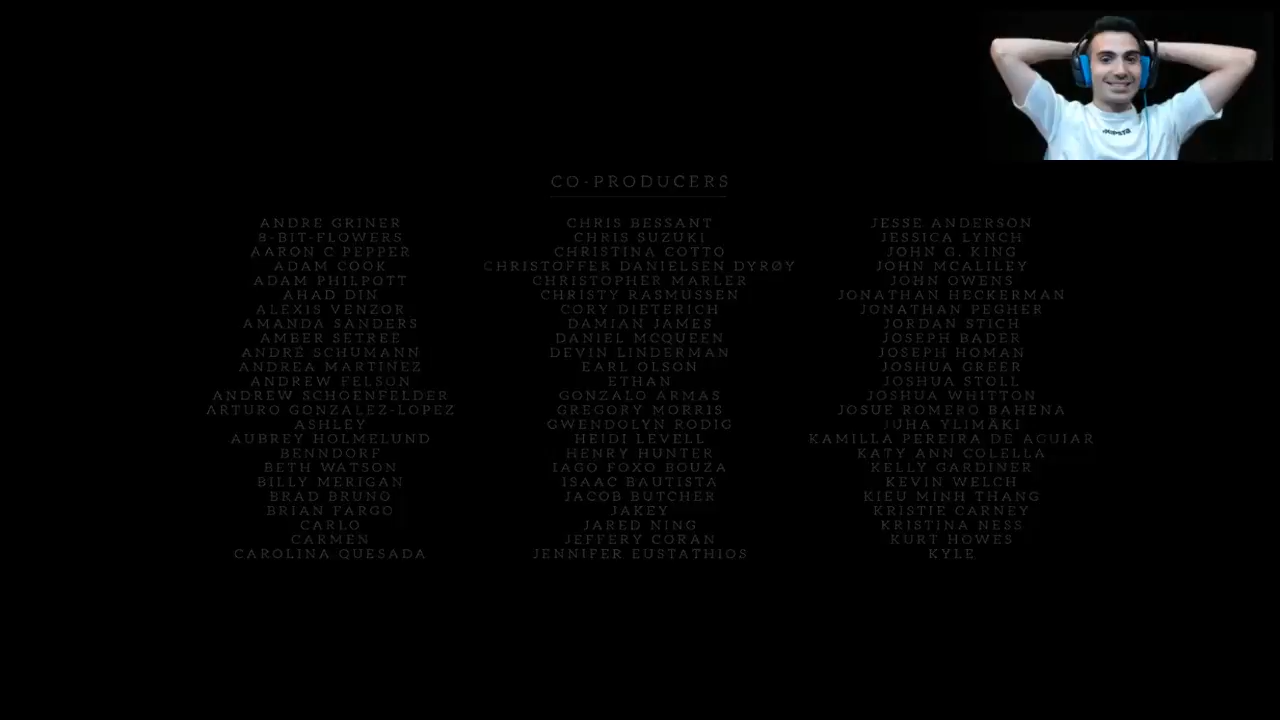 CO-PRODUCERS
ANDRE GRINER
8-BIT-FLOWERS
AARON C PEPPER
ADAM COOK
ADAM PHILPOTT
AHAD DIN
ALEXIS VENZOR
AMANDA SANDERS
AMBER SETREE
ANDRÉ SCHUMANN
ANDREA MARTINEZ
ANDREW FELSON
ANDREW SCHOENFELDER
ARTURO GONZALEZ-LOPEZ
ASHLEY
AUBREY HOLMELUND
BENNDORF
BETH WATSON
BILLY MERIGAN
BRAD BRUNO
BRIAN FARGO
CARLO
CARMEN
CAROLINA QUESADA
CHRIS BESSANT
CHRIS SUZUKI
CHRISTINA COTTO
CHRISTOFFER DANIELSEN DYRØY
CHRISTOPHER MARLER
CHRISTY RASMUSSEN
CORY DIETERICH
DAMIAN JAMES
DANIEL MCQUEEN
DEVIN LINDERMAN
EARL OLSON
ETHAN
GONZALO ARMAS
GREGORY MORRIS
GWENDOLYN RODIG
HEIDI LEVELL
HENRY HUNTER
IAGO FOXO BOUZA
ISAAC BAUTISTA
JACOB BUTCHER
JAKEY
JARED NING
JEFFERY CORAN
JENNIFER EUSTATHIOS
JESSE ANDERSON
JESSICA LYNCH
JOHN G. KING
JOHN MCALILEY
JOHN OWENS
JONATHAN HECKERMAN
JONATHAN PEGHER
JORDAN STICH
JOSEPH BADER
JOSEPH HOMAN
JOSHUA GREER
JOSHUA STOLL
JOSHUA WHITTON
JOSUE ROMERO BAHENA
JUHA YLIMÄKI
KAMILLA PEREIRA DE AGUIAR
KATY ANN COLELLA
KELLY GARDINER
KEVIN WELCH
KIEU MINH THANG
KRISTIE CARNEY
KRISTINA NESS
KURT HOWES
KYLE